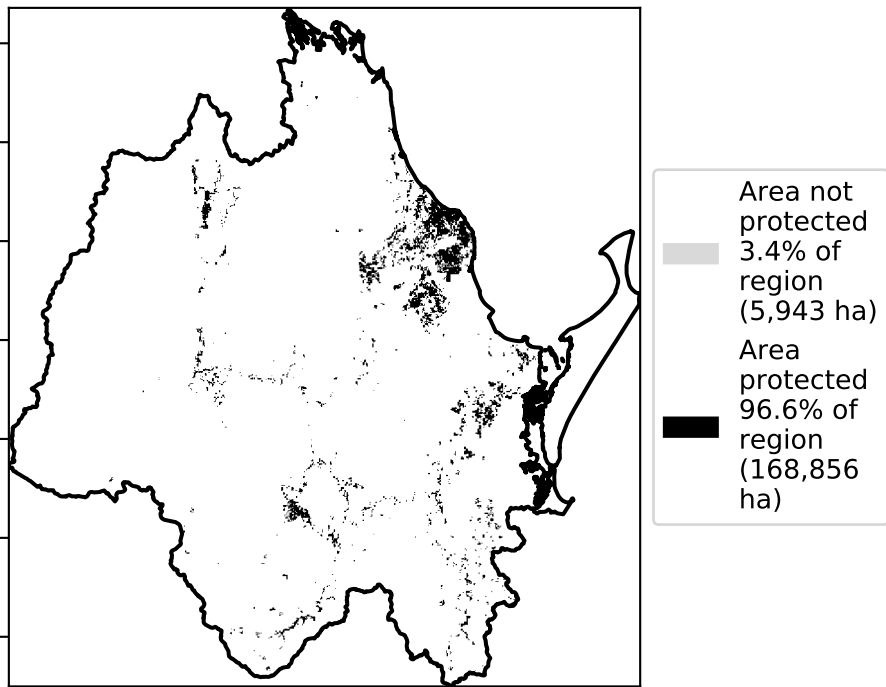 Area not
protected
3.4% of
region
(5,943 ha)
Area
protected
96.6% of
region
(168,856
ha)